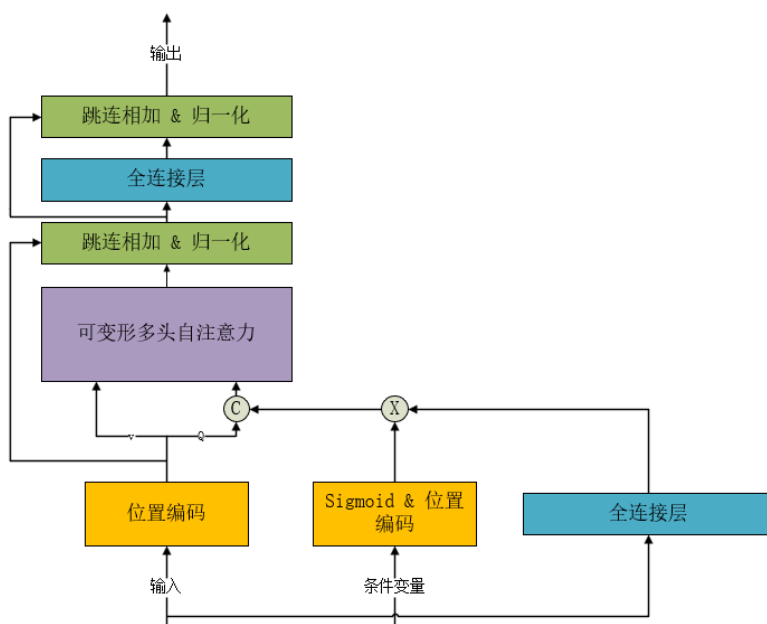 输出
跳连相加 & 归一化
全连接层
跳连相加 & 归一化
可变形多头自注意力
C
X
v
Q
位置编码
Sigmoid & 位置
编码
全连接层
输入
条件变量